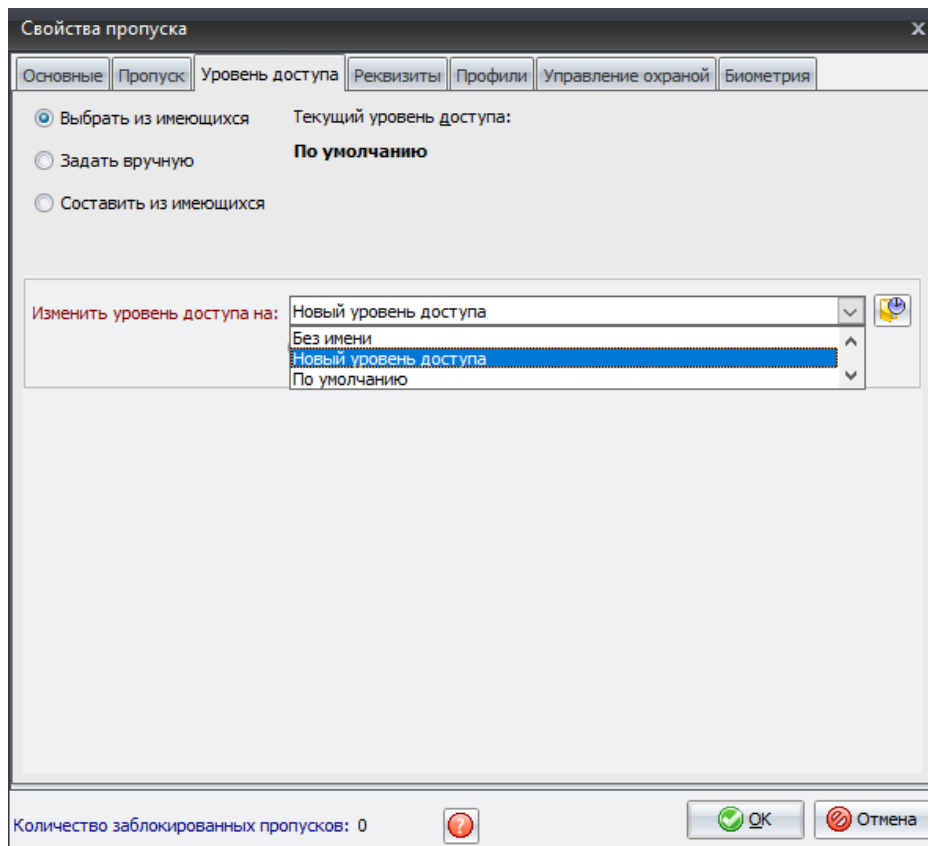 Свойства пропуска
Основные Пропуск Уровень доступа Реквизиты Профили Управление охраной Биометрия
Выбрать из имеющихся Текущий уровень доступа:
Задать вручную По умолчанию
Составить из имеющихся
Изменить уровень доступа на: Новый уровень доступа
Без имени
Новый уровень доступа
По умолчанию
Количество заблокированных пропусков: 0 OK Отмена